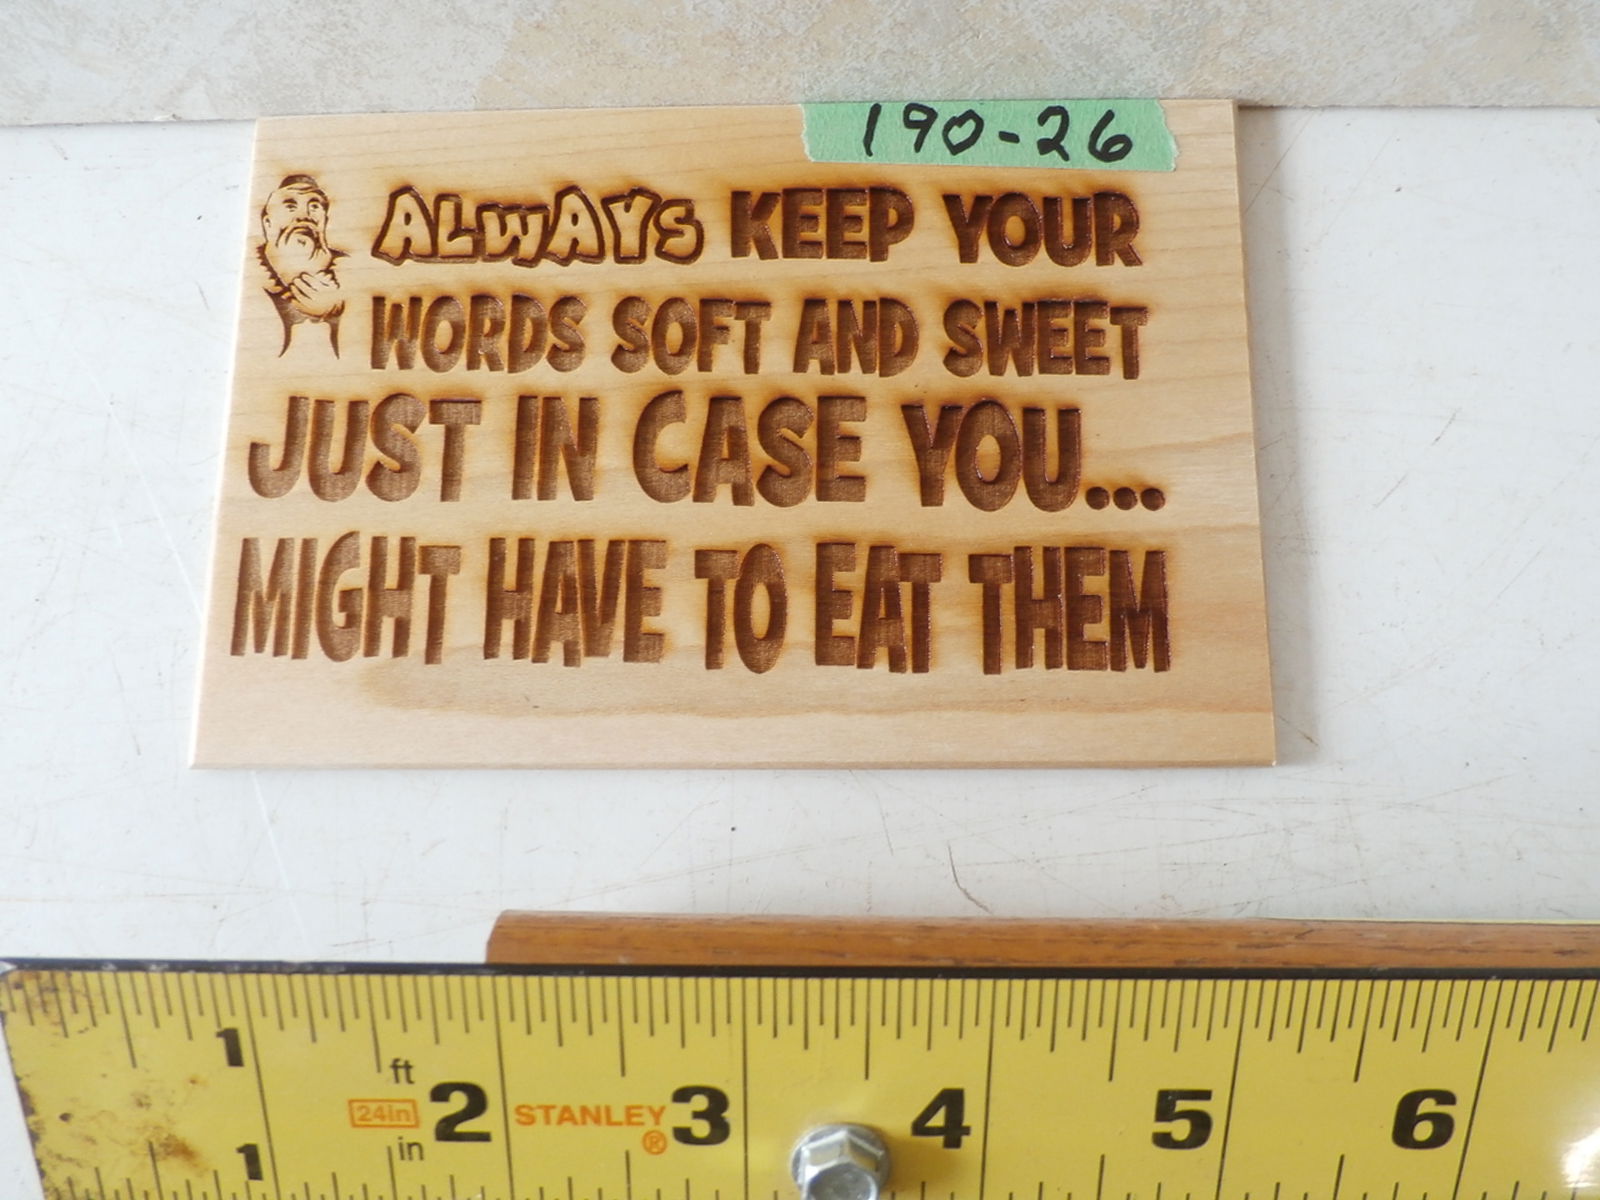 190-26
ALWAYS KEEP YOUR
WORDS SOFT AND SWEET
JUST IN CASE YOU...
MIGHT HAVE TO EAT THEM
1 2 3 4 5 6
ft
24in
STANLEY®
in
1